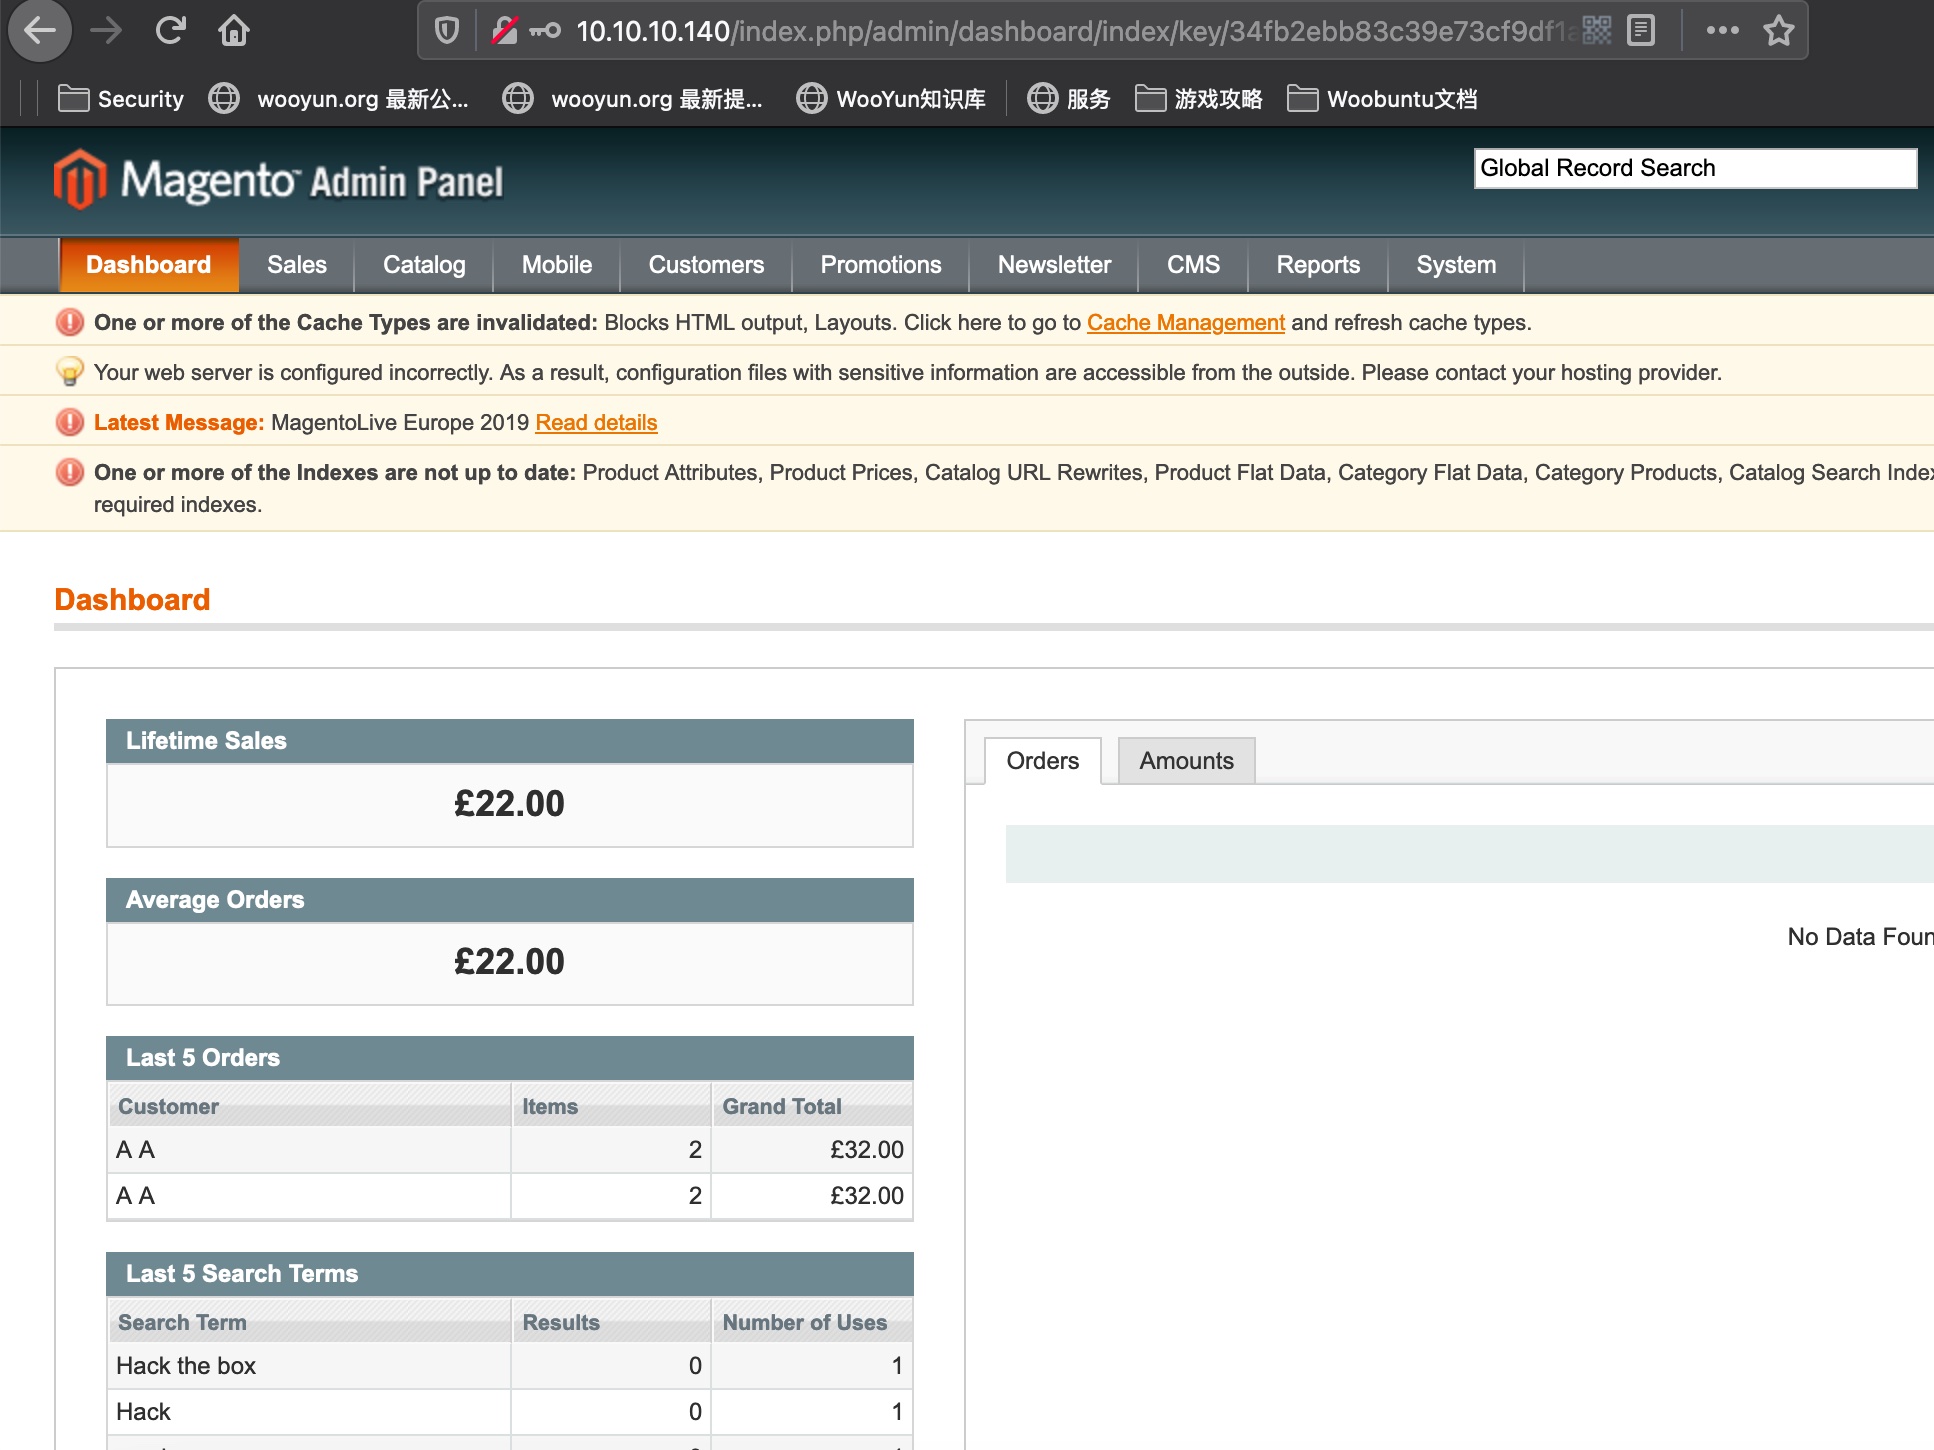 10.10.10.140/index.php/admin/dashboard/index/key/34fb2ebb83c39e73cf9df1a
Security
wooyun.org 最新公...
wooyun.org 最新提...
WooYun知识库
服务
游戏攻略
Woobuntu文档
Magento™ Admin Panel
Global Record Search
Dashboard
Sales
Catalog
Mobile
Customers
Promotions
Newsletter
CMS
Reports
System
One or more of the Cache Types are invalidated: Blocks HTML output, Layouts. Click here to go to Cache Management and refresh cache types.
Your web server is configured incorrectly. As a result, configuration files with sensitive information are accessible from the outside. Please contact your hosting provider.
Latest Message: MagentoLive Europe 2019 Read details
One or more of the Indexes are not up to date: Product Attributes, Product Prices, Catalog URL Rewrites, Product Flat Data, Category Flat Data, Category Products, Catalog Search Index
required indexes.
Dashboard
Lifetime Sales
£22.00
Average Orders
£22.00
Last 5 Orders
Customer Items Grand Total
A A 2 £32.00
A A 2 £32.00
Last 5 Search Terms
Search Term Results Number of Uses
Hack the box 0 1
Hack 0 1
Orders
Amounts
No Data Foun